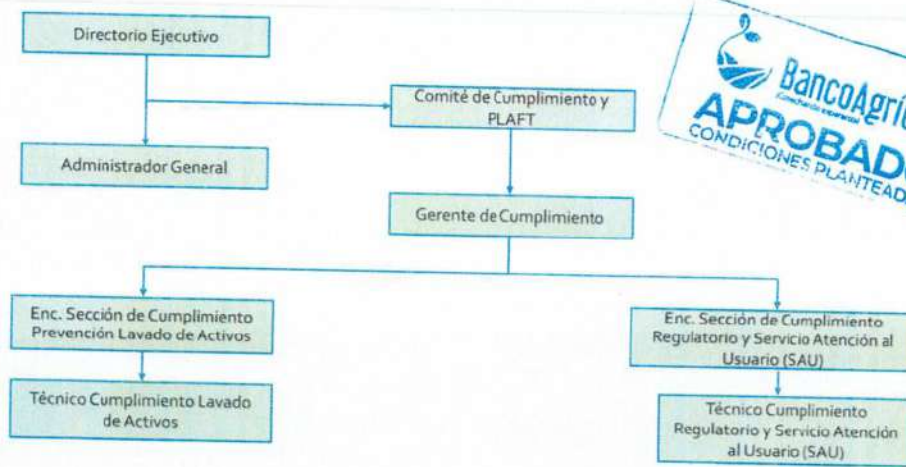 Directorio Ejecutivo
BancoAgrí
APROBADO
CONDICIONES PLANTEAD
Comité de Cumplimiento y
PLAFT
Administrador General
Gerente de Cumplimiento
Enc. Sección de Cumplimiento
Prevención Lavado de Activos
Enc. Sección de Cumplimiento
Regulatorio y Servicio Atención al
Usuario (SAU)
Técnico Cumplimiento Lavado
de Activos
Técnico Cumplimiento
Regulatorio y Servicio Atención
al Usuario (SAU)